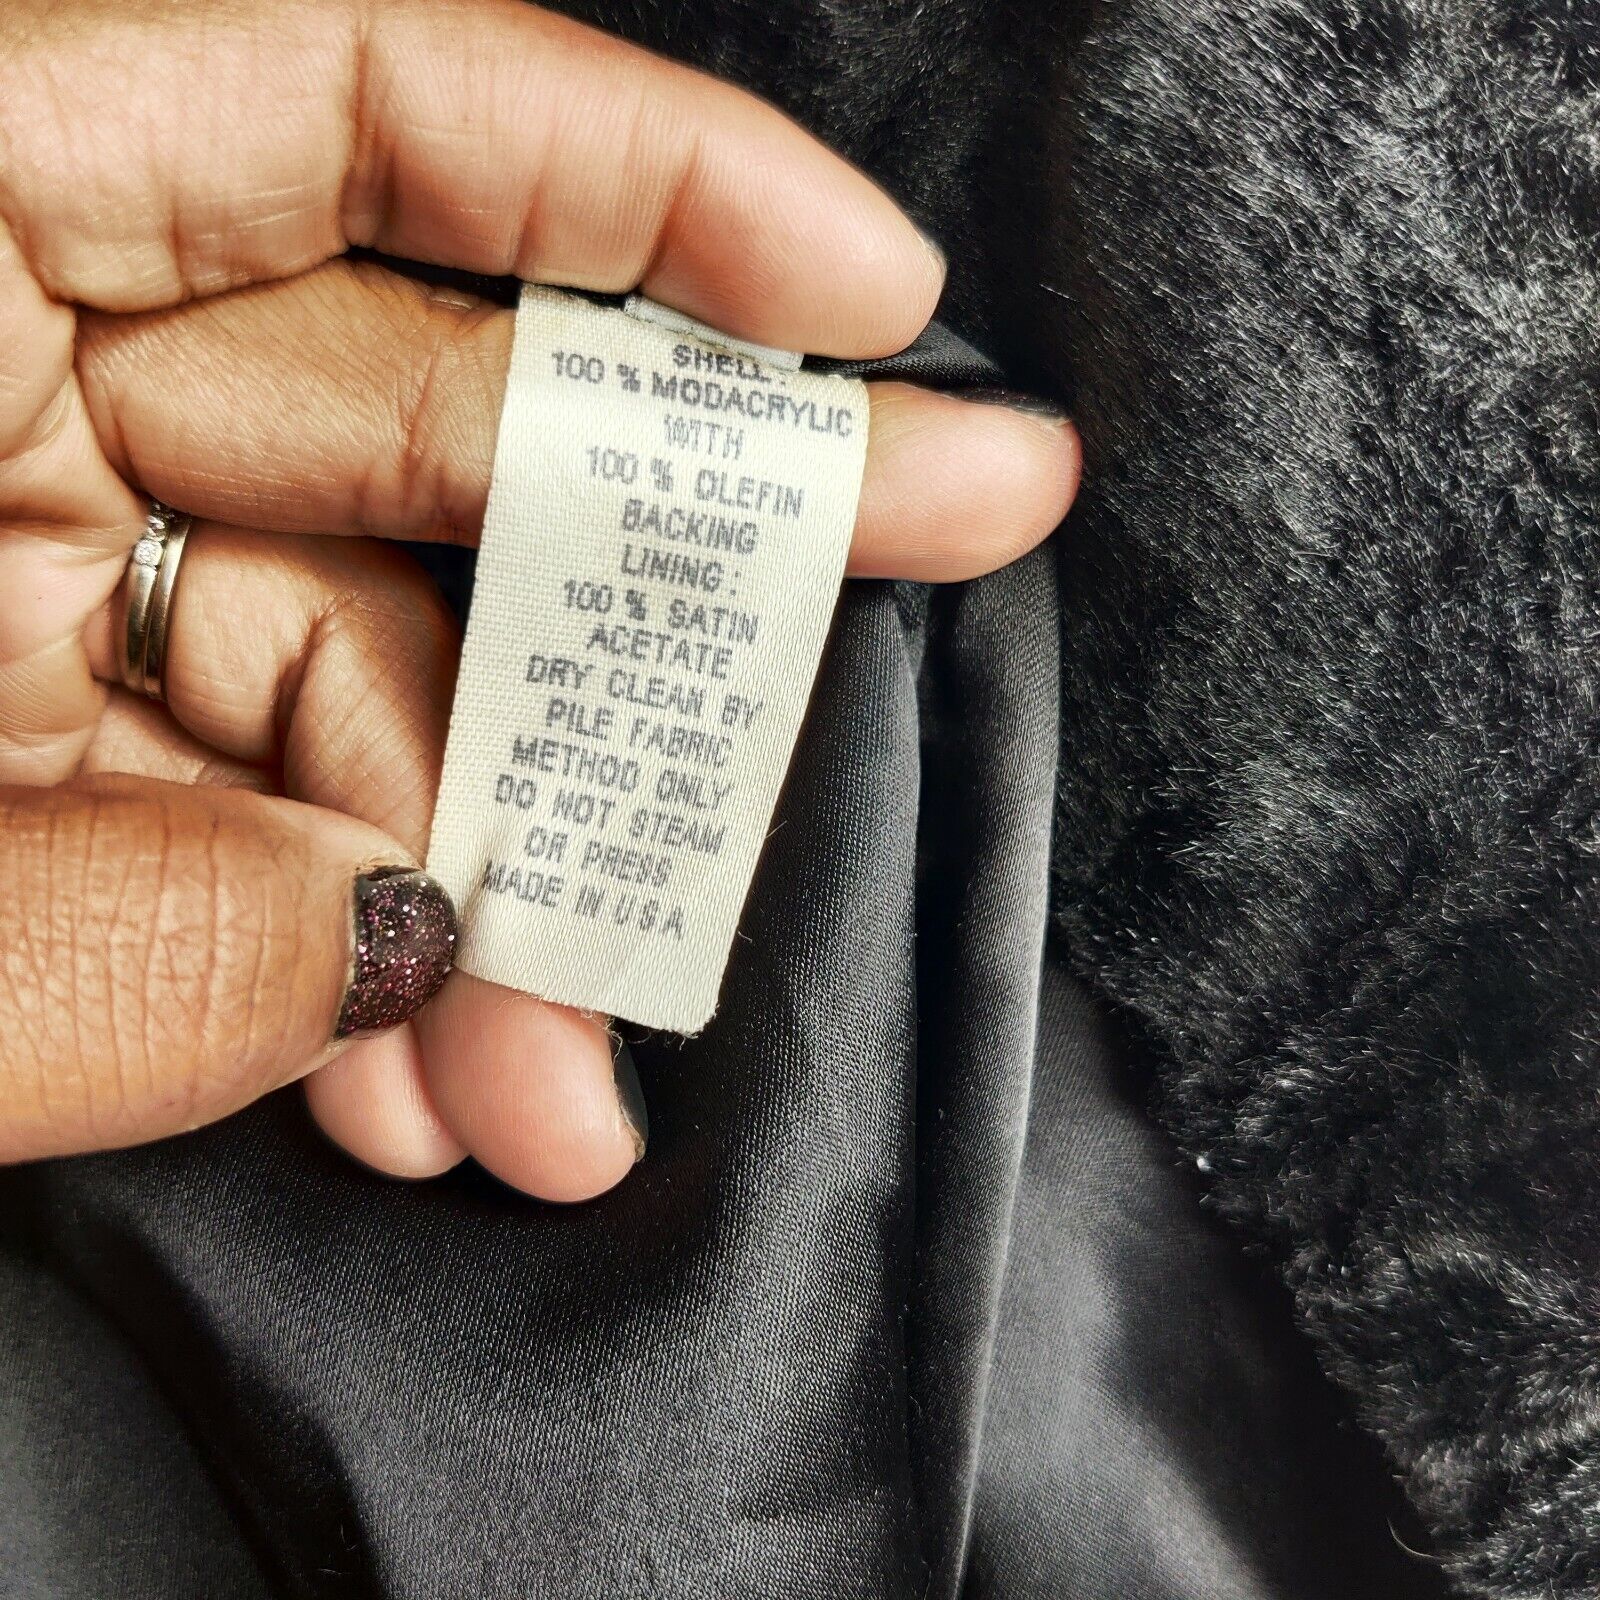 SHELL:
100 % MODACRYLIC
WITH
100 % OLEFIN
BACKING
LINING:
100 % SATIN
ACETATE
DRY CLEAN BY
PILE FABRIC
METHOD ONLY
DO NOT STEAM
OR PRESS
MADE IN USA